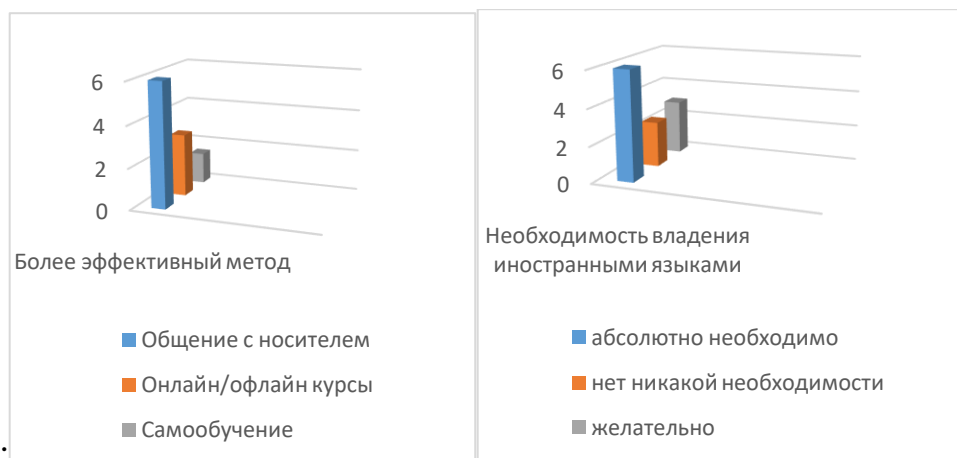 6
4
2
0
Более эффективный метод
Общение с носителем
Онлайн/офлайн курсы
Самообучение
.
6
4
2
0
Необходимость владения
иностранными языками
абсолютно необходимо
нет никакой необходимости
желательно